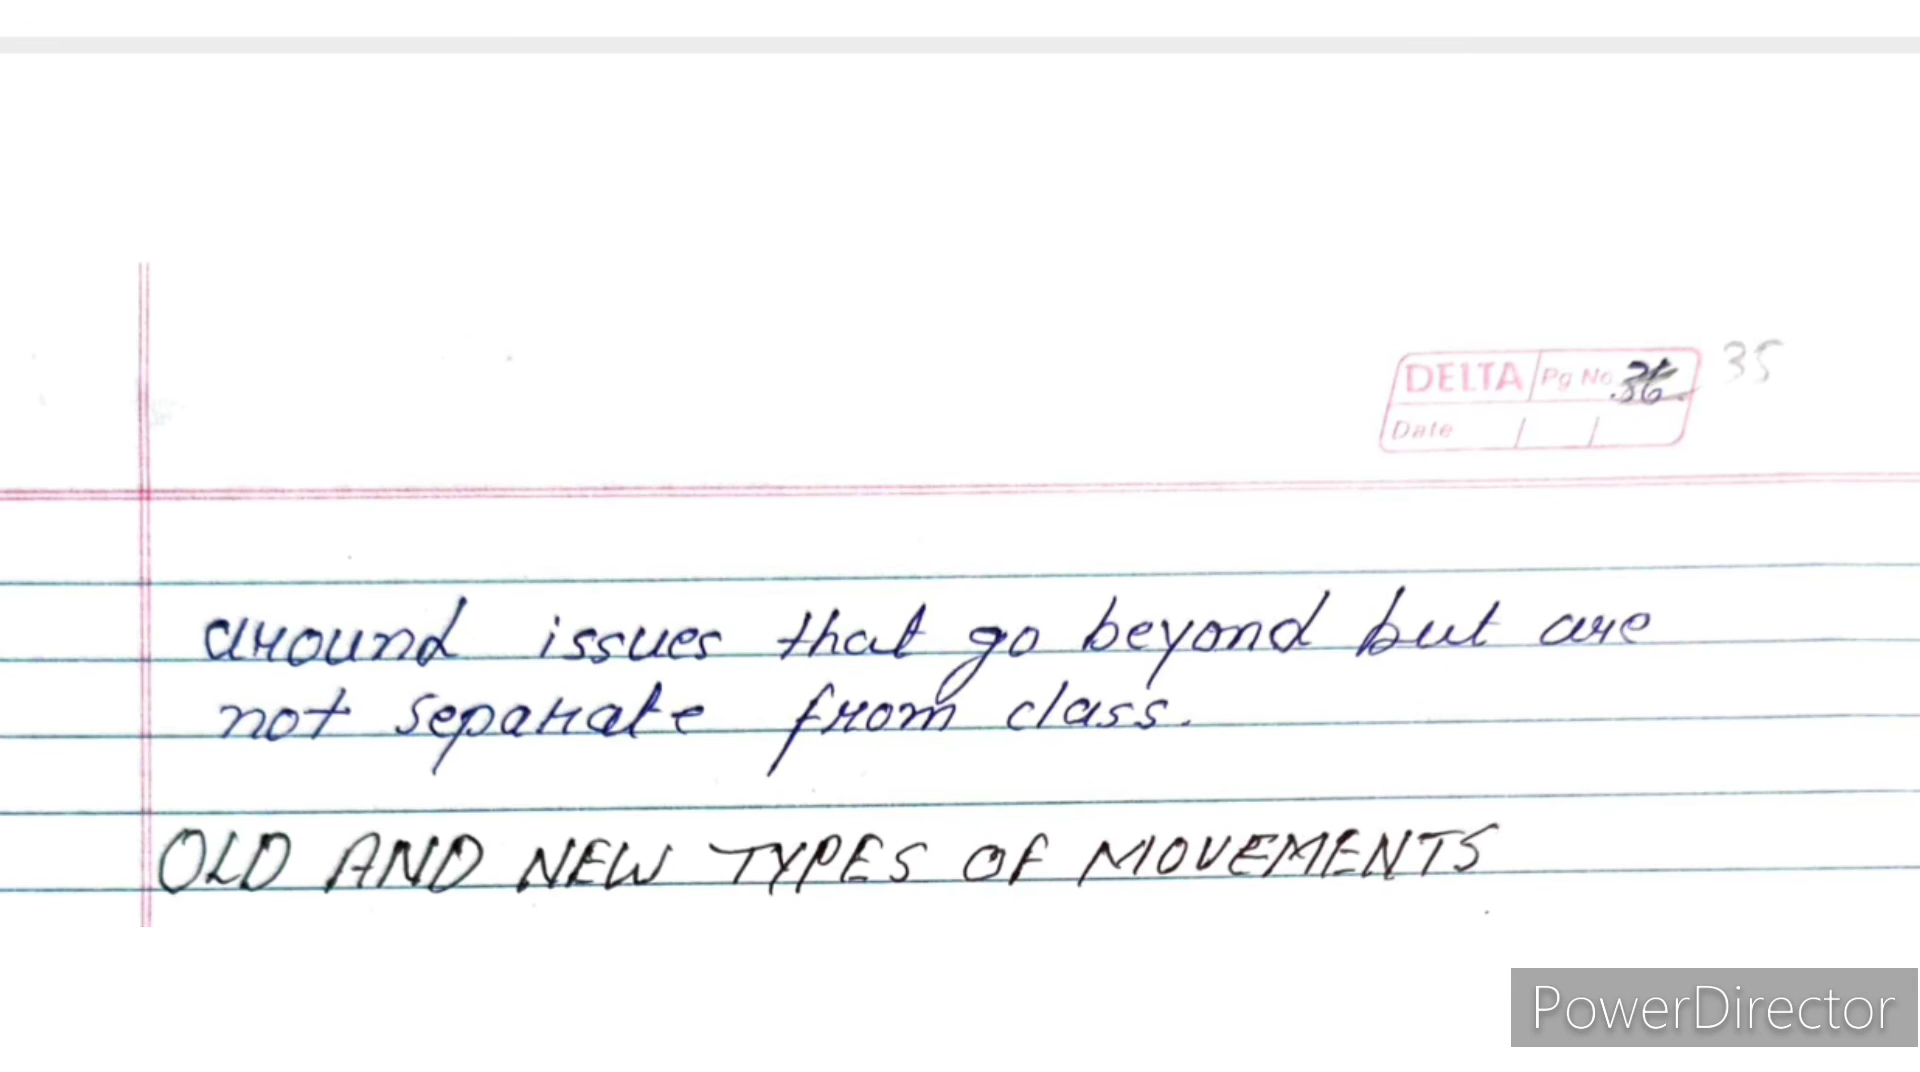 DELTA Pg No. 36 35
Date
around issues that go beyond but are
not separate from class.
OLD AND NEW TYPES OF MOVEMENTS
PowerDirector